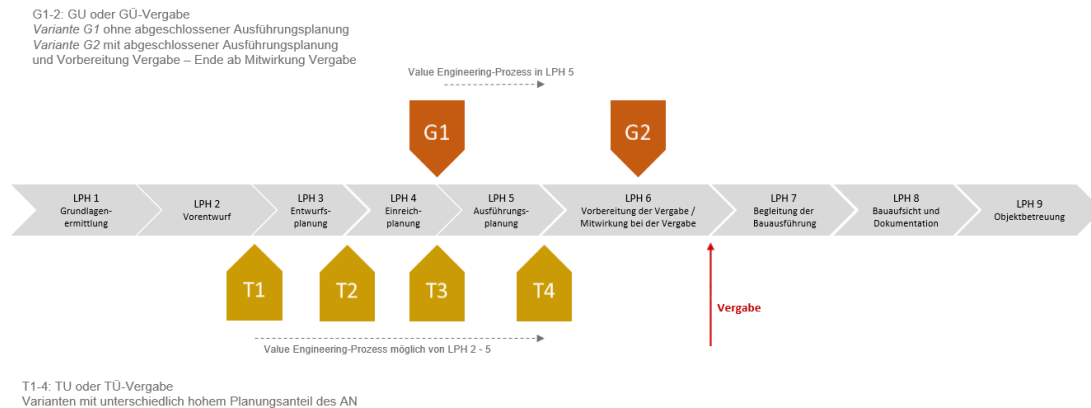 G1-2: GU oder GÜ-Vergabe
Variante G1 ohne abgeschlossener Ausführungsplanung
Variante G2 mit abgeschlossener Ausführungsplanung
und Vorbereitung Vergabe – Ende ab Mitwirkung Vergabe
Value Engineering-Prozess in LPH 5
G1
G2
LPH 1
Grundlagen-
ermittlung
LPH 2
Vorentwurf
LPH 3
Entwurfs-
planung
LPH 4
Einreich-
planung
LPH 5
Ausführungs-
planung
LPH 6
Vorbereitung der Vergabe /
Mitwirkung bei der Vergabe
LPH 7
Begleitung der
Bauausführung
LPH 8
Bauaufsicht und
Dokumentation
LPH 9
Objektbetreuung
T1
T2
T3
T4
Vergabe
Value Engineering-Prozess möglich von LPH 2 - 5
T1-4: TU oder TÜ-Vergabe
Varianten mit unterschiedlich hohem Planungsanteil des AN